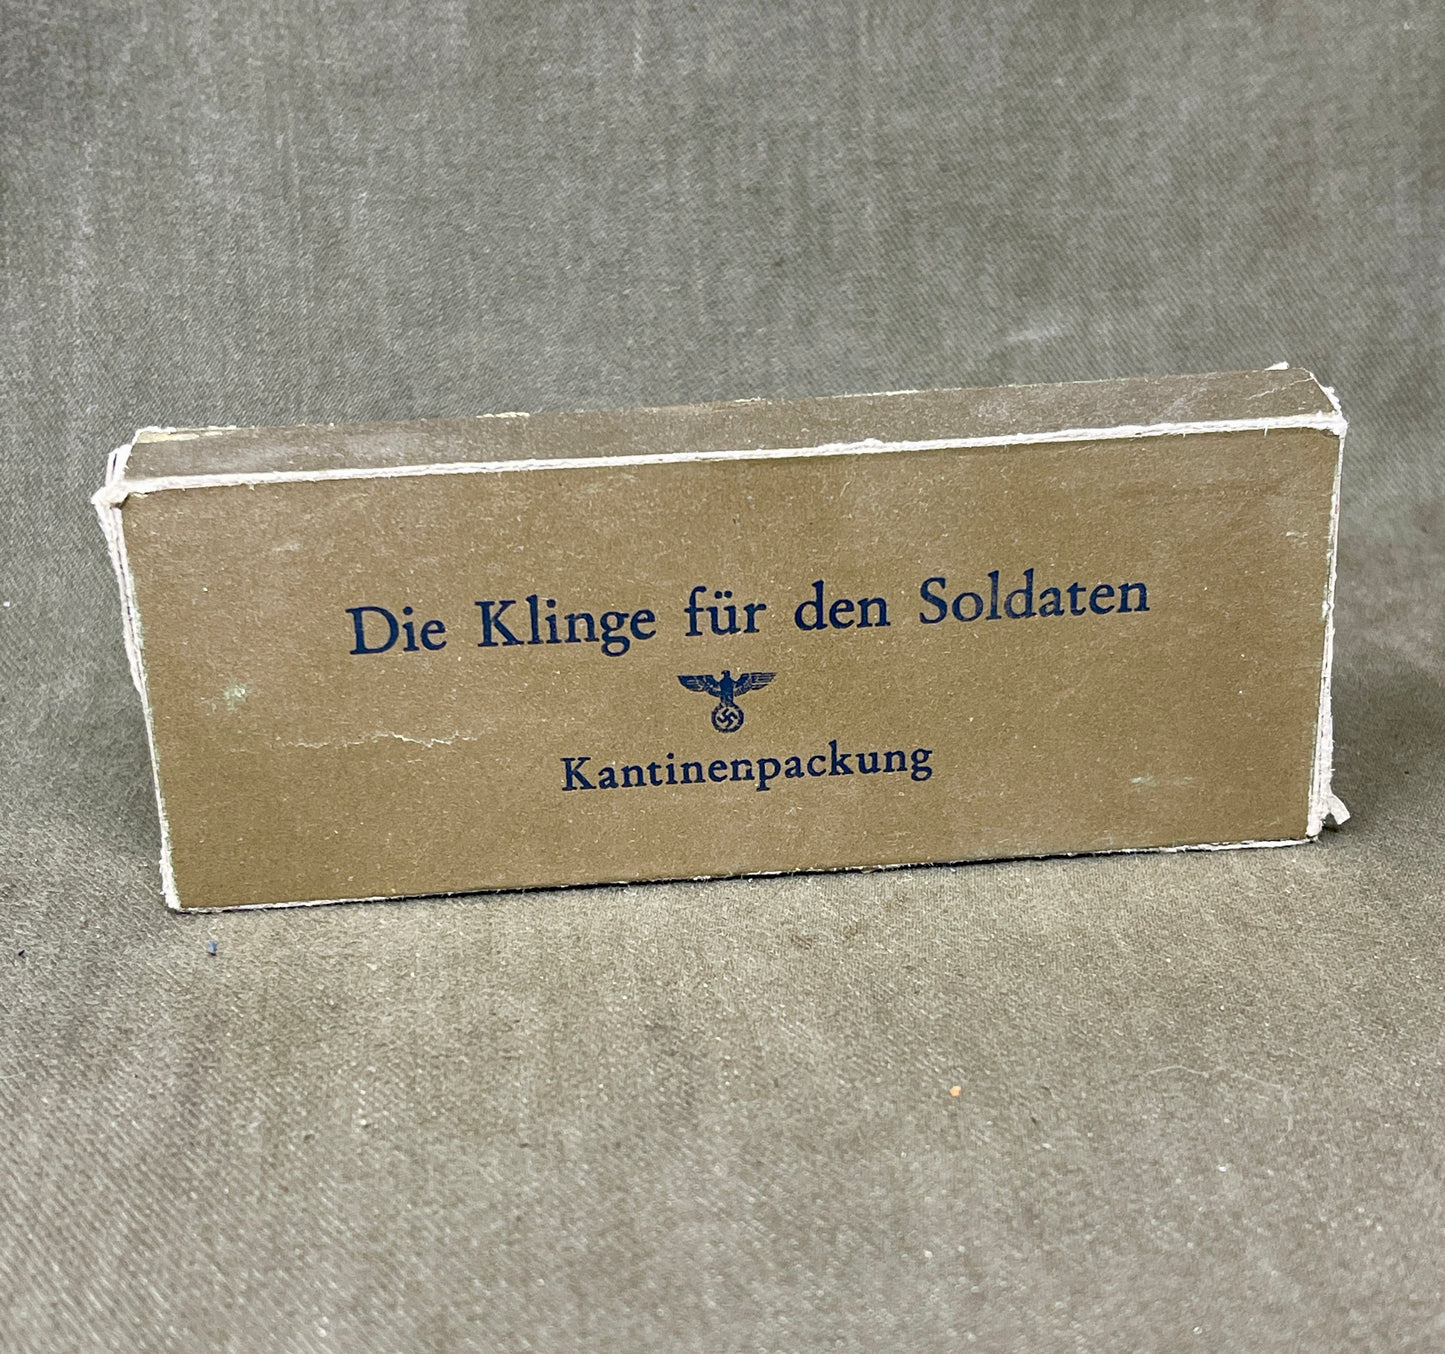 Die Klinge für den Soldaten
Kantinenpackung